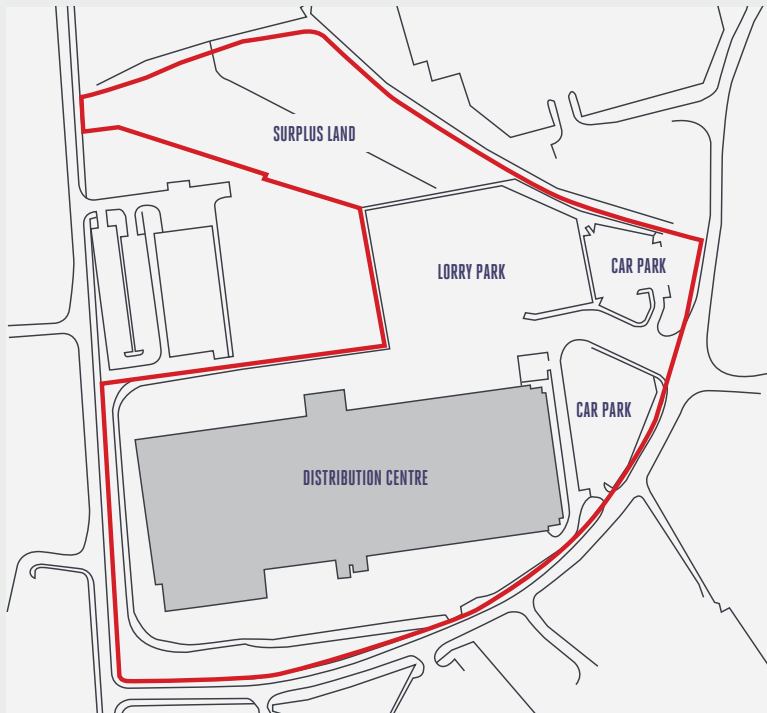 SURPLUS LAND
LORRY PARK
CAR PARK
CAR PARK
DISTRIBUTION CENTRE